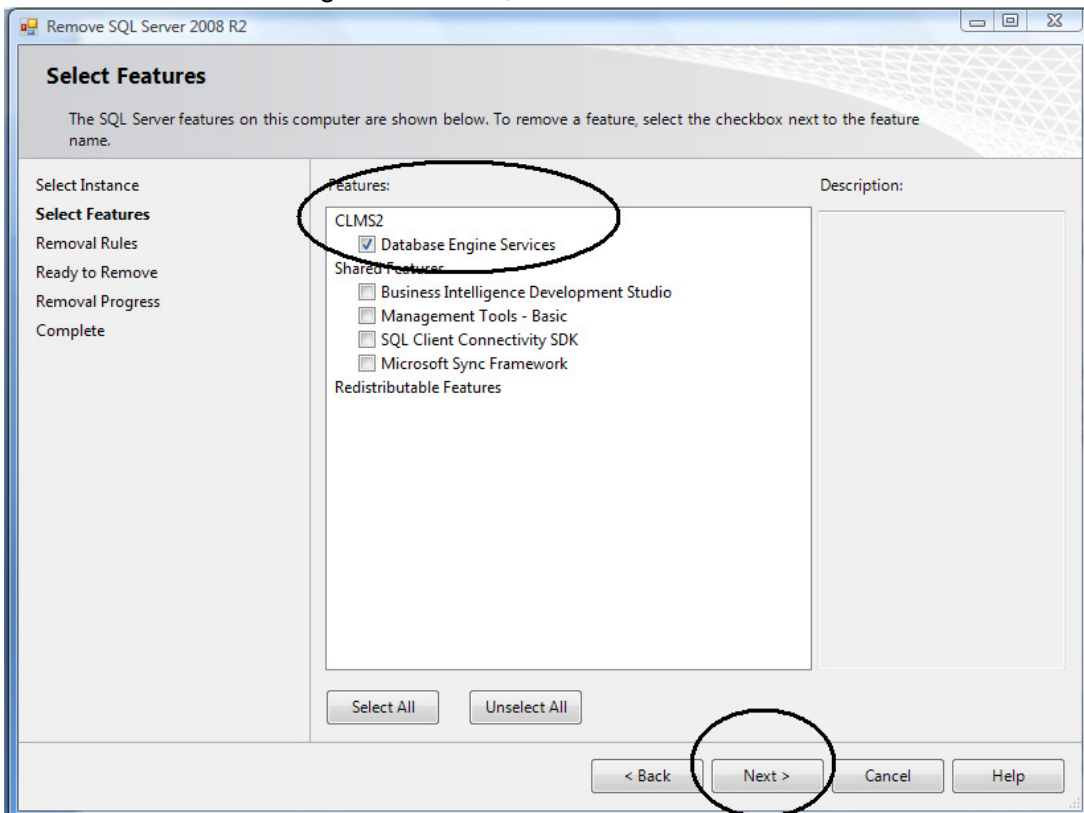 Remove SQL Server 2008 R2
Select Features
The SQL Server features on this computer are shown below. To remove a feature, select the checkbox next to the feature
name.
Select Instance
Select Features
Removal Rules
Ready to Remove
Removal Progress
Complete
Features:
CLMS2
Database Engine Services
Shared Features
Business Intelligence Development Studio
Management Tools - Basic
SQL Client Connectivity SDK
Microsoft Sync Framework
Redistributable Features
Description:
Select All
Unselect All
< Back
Next >
Cancel
Help